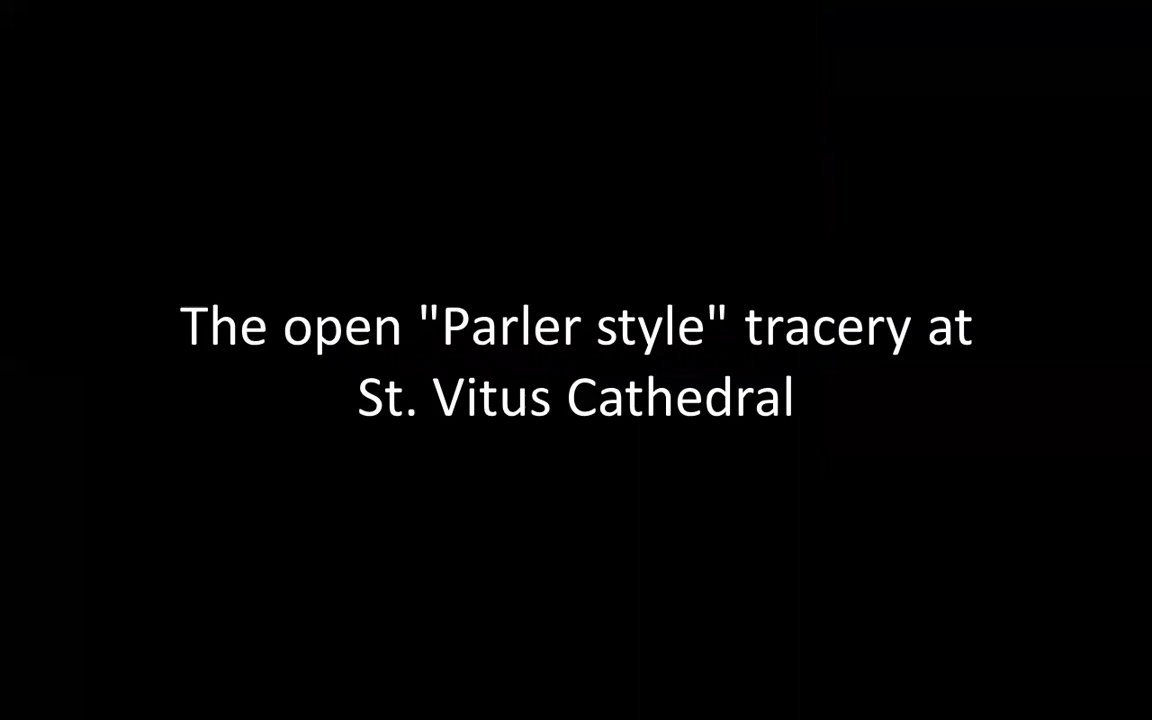 The open "Parler style" tracery at
St. Vitus Cathedral